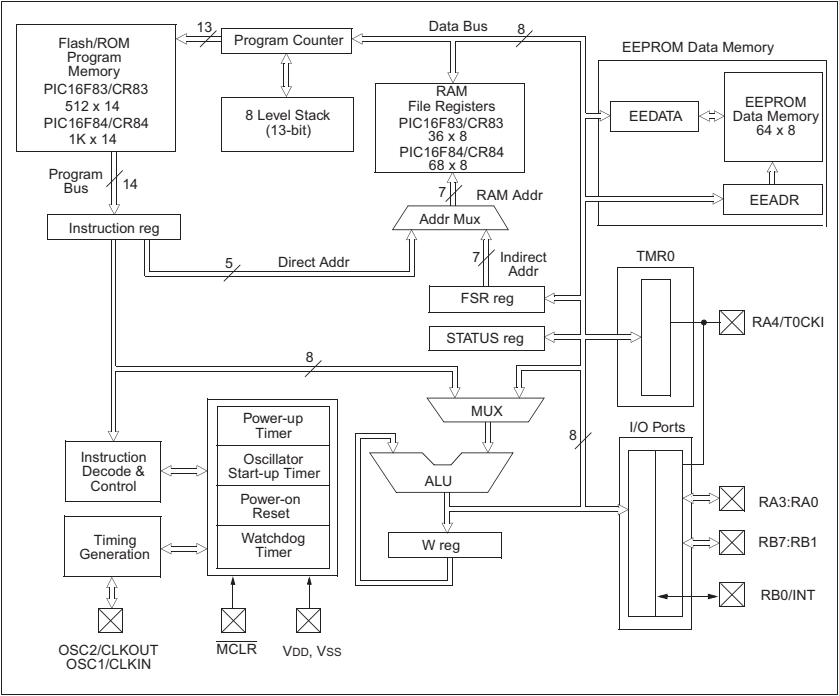 Flash/ROM
Program
Memory
PIC16F83/CR83
512 x 14
PIC16F84/CR84
1K x 14
13
Program Counter
Data Bus
8
8 Level Stack
(13-bit)
RAM
File Registers
PIC16F83/CR83
36 x 8
PIC16F84/CR84
68 x 8
EEPROM Data Memory
EEDATA
EEPROM
Data Memory
64 x 8
EEADR
Program
Bus
14
7
RAM Addr
Addr Mux
Instruction reg
5
Direct Addr
7
Indirect
Addr
FSR reg
STATUS reg
TMR0
RA4/T0CKI
8
MUX
8
I/O Ports
Power-up
Timer
Oscillator
Start-up Timer
Power-on
Reset
Watchdog
Timer
Instruction
Decode &
Control
ALU
W reg
Timing
Generation
RA3:RA0
RB7:RB1
RB0/INT
OSC2/CLKOUT
OSC1/CLKIN
MCLR
VDD, VSS